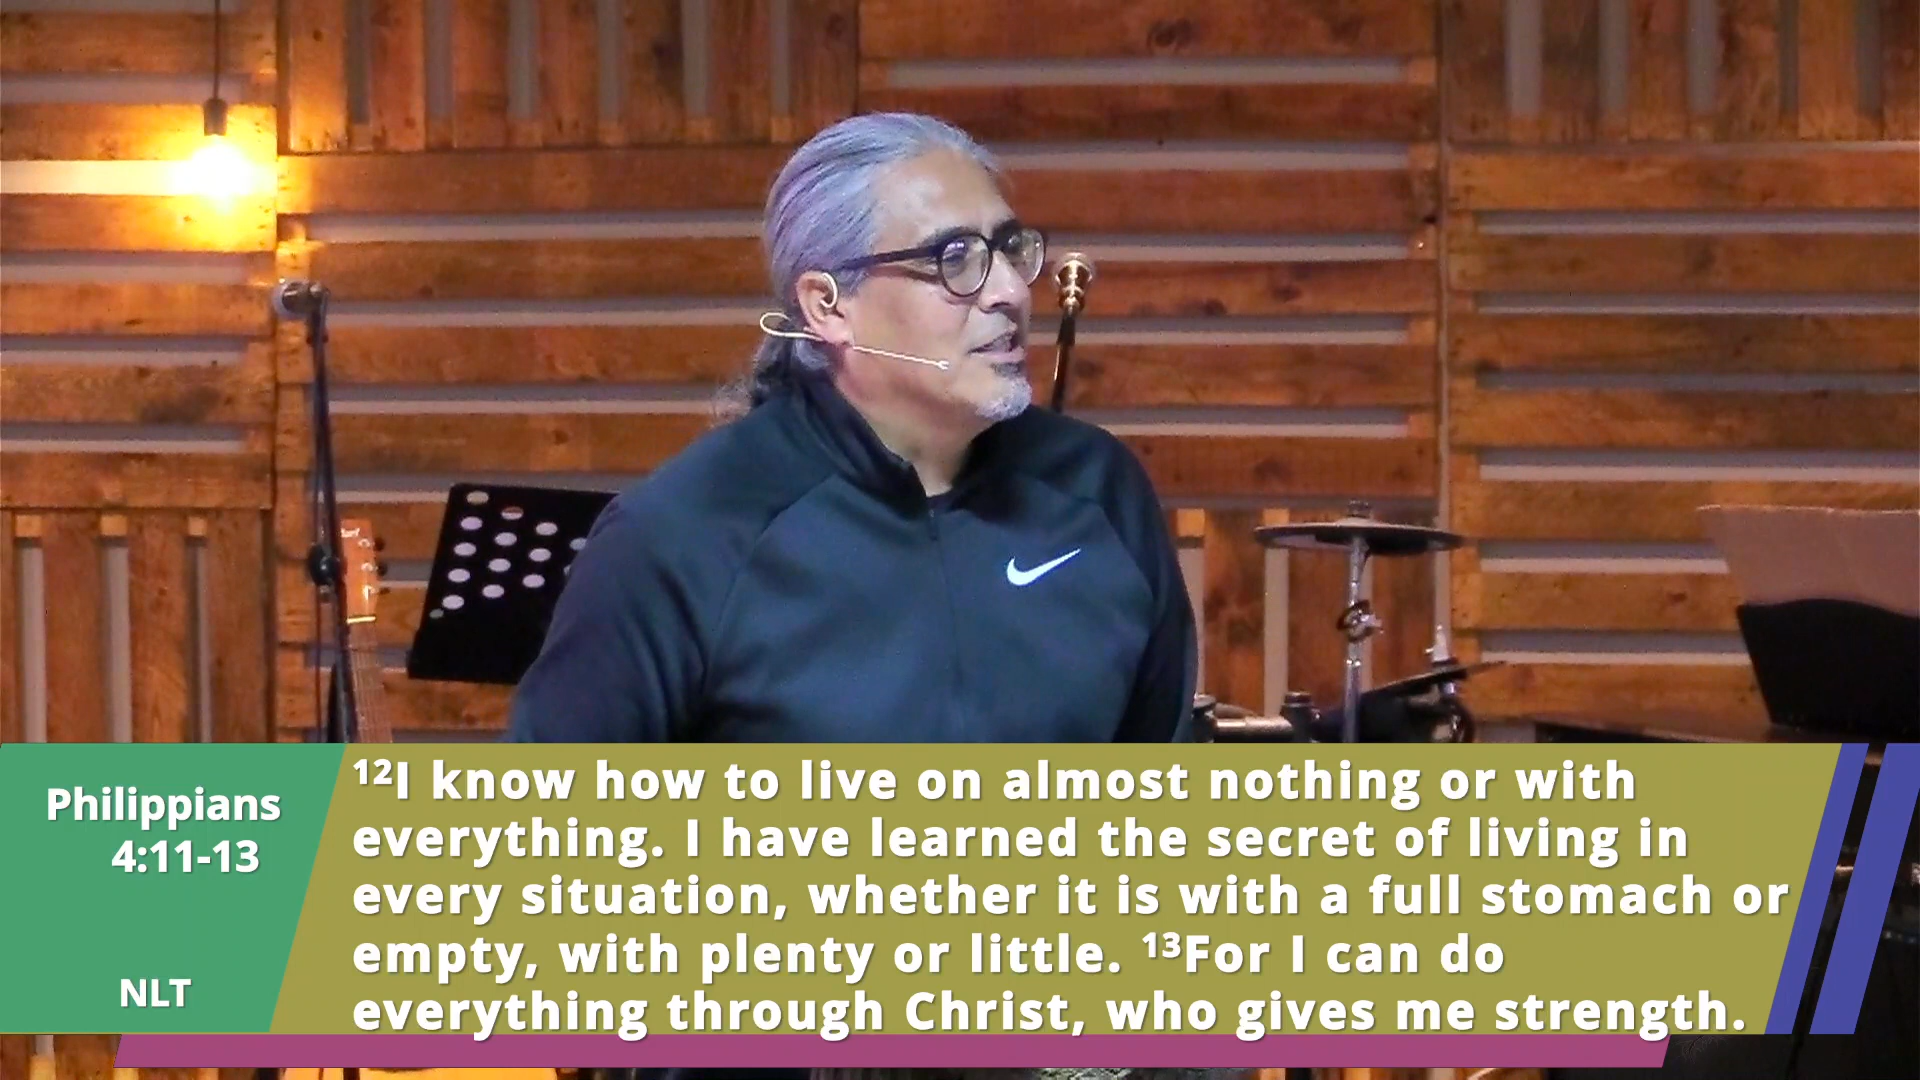 Philippians
4:11-13
NLT
¹²I know how to live on almost nothing or with
everything. I have learned the secret of living in
every situation, whether it is with a full stomach or
empty, with plenty or little. ¹³For I can do
everything through Christ, who gives me strength.